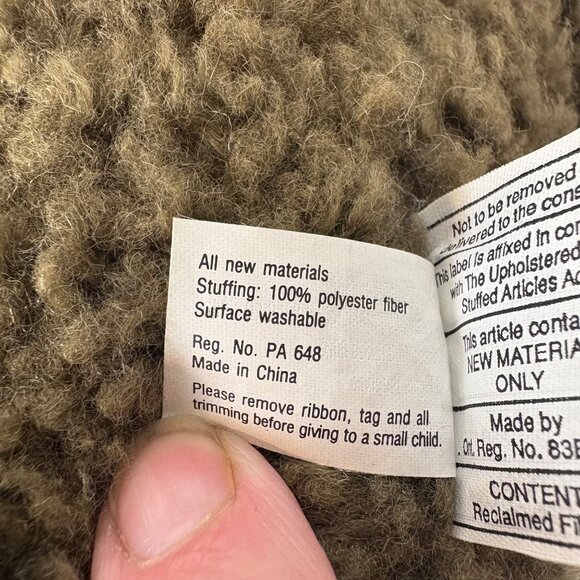 All new materials
Stuffing: 100% polyester fiber
Surface washable
Reg. No. PA 648
Made in China
Please remove ribbon, tag and all
trimming before giving to a small child.
Not to be removed
delivered to the cons
This label is affixed in con
with The Upholstered
Stuffed Articles Ac
This article conta
NEW MATERIA
ONLY
Made by
. Ont. Reg. No. 83B
CONTENT
Reclaimed Fi